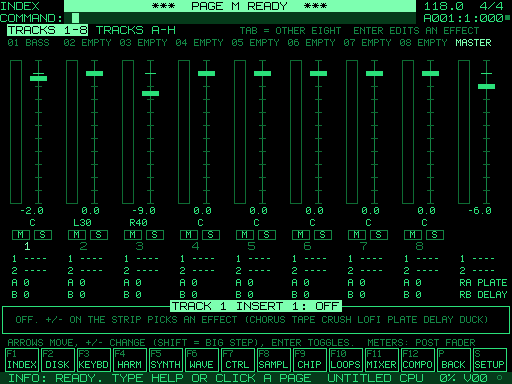 INDEX *** PAGE M READY *** 118.0 4/4
COMMAND: A001:1:000
TRACKS 1-8 TRACKS A-H TAB = OTHER EIGHT ENTER EDITS AN EFFECT
01 BASS 02 EMPTY 03 EMPTY 04 EMPTY 05 EMPTY 06 EMPTY 07 EMPTY 08 EMPTY MASTER
-2.0 0.0 -9.0 0.0 0.0 0.0 0.0 0.0 -6.0
C L30 R40 C C C C C
M S M S M S M S M S M S M S M S
1 2 3 4 5 6 7 8
1 ---- 1 ---- 1 ---- 1 ---- 1 ---- 1 ---- 1 ---- 1 ---- 1 ----
2 ---- 2 ---- 2 ---- 2 ---- 2 ---- 2 ---- 2 ---- 2 ---- 2 ----
A 0 A 0 A 0 A 0 A 0 A 0 A 0 A 0 RA PLATE
B 0 B 0 B 0 B 0 B 0 B 0 B 0 B 0 RB DELAY
TRACK 1 INSERT 1: OFF
OFF. +/- ON THE STRIP PICKS AN EFFECT (CHORUS TAPE CRUSH LOFI PLATE DELAY DUCK)
ARROWS MOVE, +/- CHANGE (SHIFT = BIG STEP), ENTER TOGGLES. METERS: POST FADER
F1 F2 F3 F4 F5 F6 F7 F8 F9 F10 F11 F12 P S
INDEX DISK KEYBD HARM SYNTH WAVE CTRL SAMPL CHIP LOOPS MIXER COMPO BACK SETUP
INFO: READY. TYPE HELP OR CLICK A PAGE UNTITLED CPU 0% V00